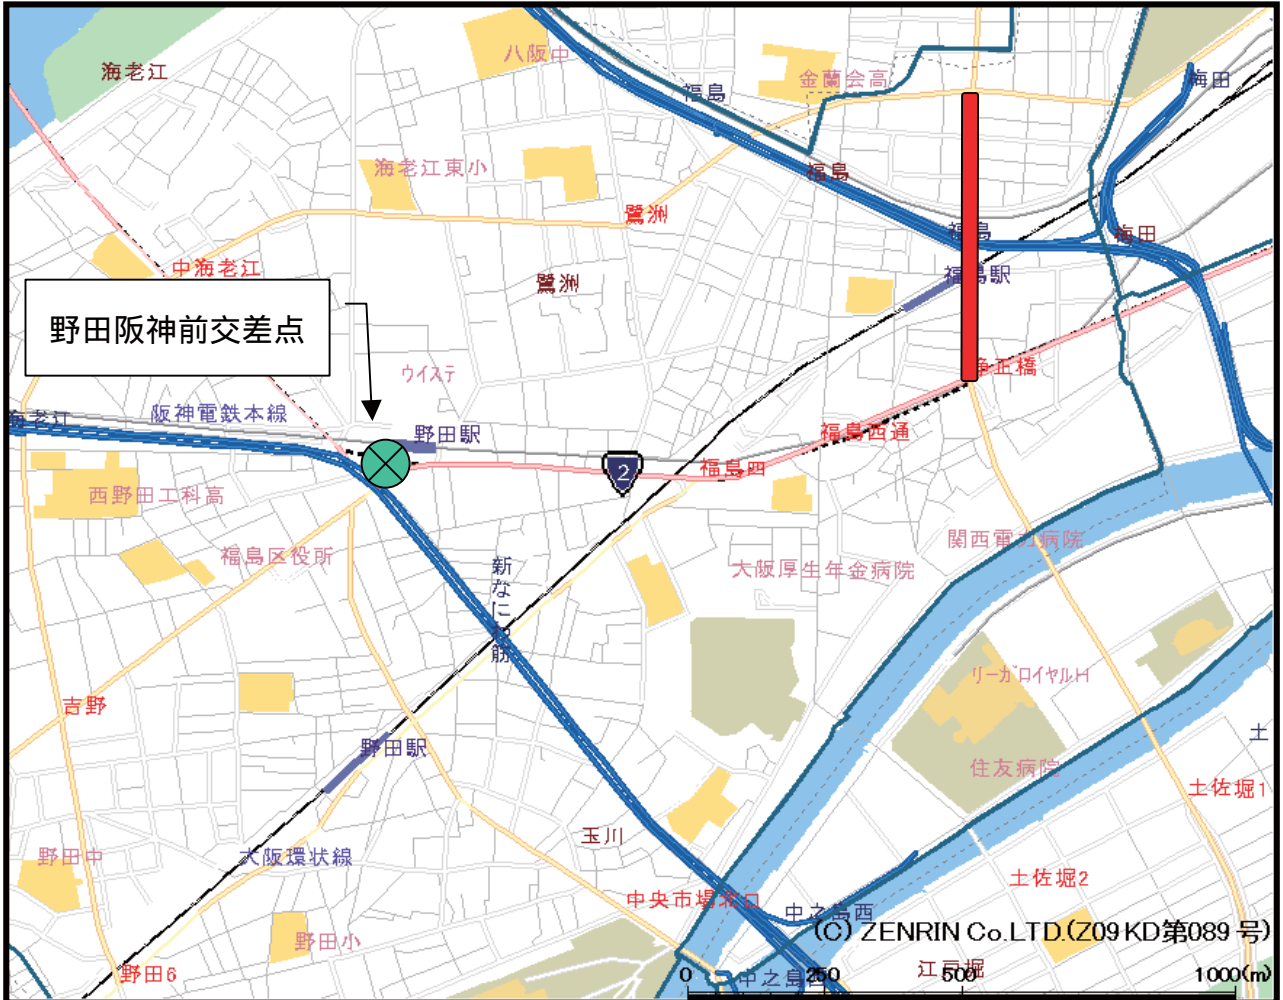 八阪中
海老江
金蘭会高
梅田
福島
海老江東小
福島
鷺洲
福島
梅田
中海老江
鷺洲
福島駅
野田阪神前交差点
浄正橋
ウイステ
海老江
阪神電鉄本線
野田駅
福島西通
2
福島四
西野田工科高
関西電力病院
福島区役所
大阪厚生年金病院
新なにわ筋
リーガロイヤルH
吉野
土
野田駅
住友病院
土佐堀1
玉川
野田中
大阪環状線
土佐堀2
中央市場北口
中之島西
(C) ZENRIN Co.LTD.(Z09 KD第089 号)
野田小
江戸堀
野田6
中之島西
0 250 500 1000(m)